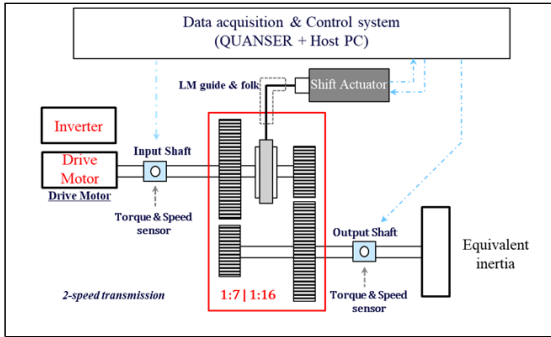 Data acquisition & Control system
(QUANSER + Host PC)
LM guide & folk
Shift Actuator
Inverter
Drive
Motor
Input Shaft
Drive Motor
Torque & Speed
sensor
Output Shaft
Equivalent
inertia
2-speed transmission
1:7 | 1:16
Torque & Speed
sensor